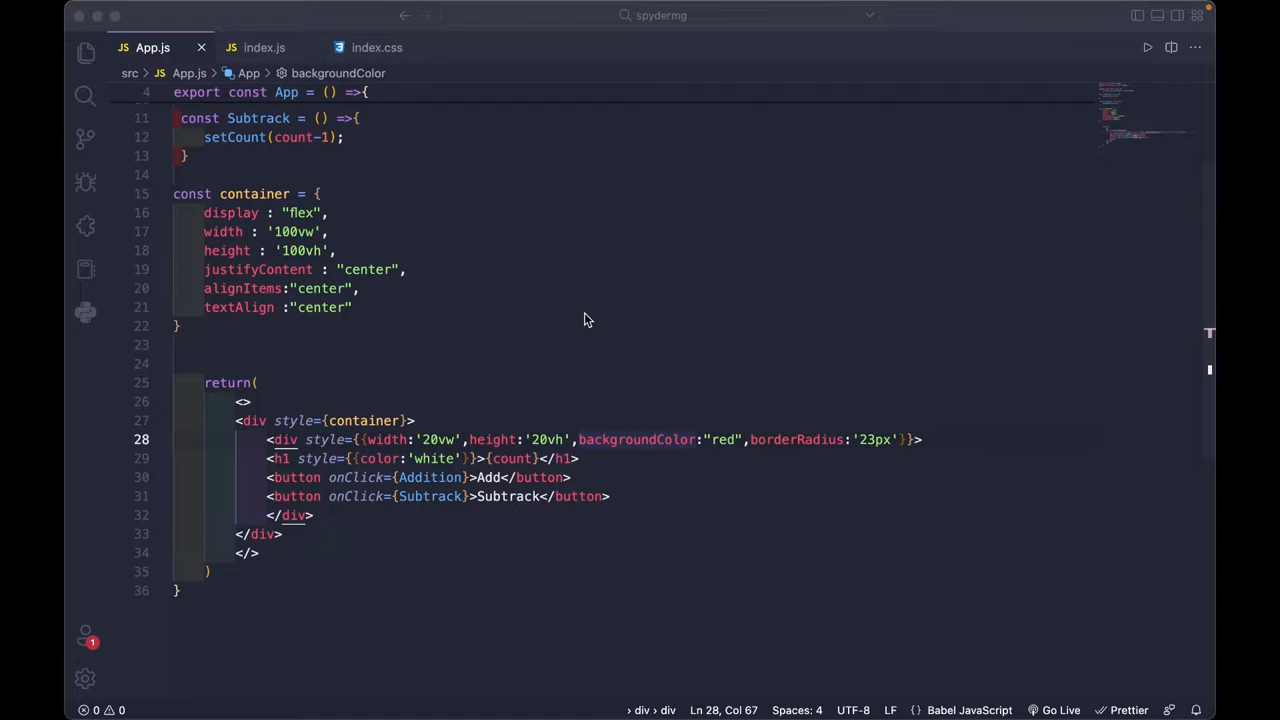 spydermg
JS App.js
JS index.js
index.css
src > JS App.js > App > backgroundColor
4 export const App = () =>{
11 const Subtrack = () =>{
12 setCount(count-1);
13 }
14
15 const container = {
16 display : "flex",
17 width : '100vw',
18 height : '100vh',
19 justifyContent : "center",
20 alignItems:"center",
21 textAlign :"center"
22 }
23
24
25 return(
26 <>
27 <div style={container}>
28 <div style={{width:'20vw',height:'20vh',backgroundColor:"red",borderRadius:'23px'}}>
29 <h1 style={{color:'white'}}>{count}</h1>
30 <button onClick={Addition}>Add</button>
31 <button onClick={Subtrack}>Subtrack</button>
32 </div>
33 </div>
34 </>
35 )
36 }
1
0 0 › div › div Ln 28, Col 67 Spaces: 4 UTF-8 LF {} Babel JavaScript Go Live Prettier